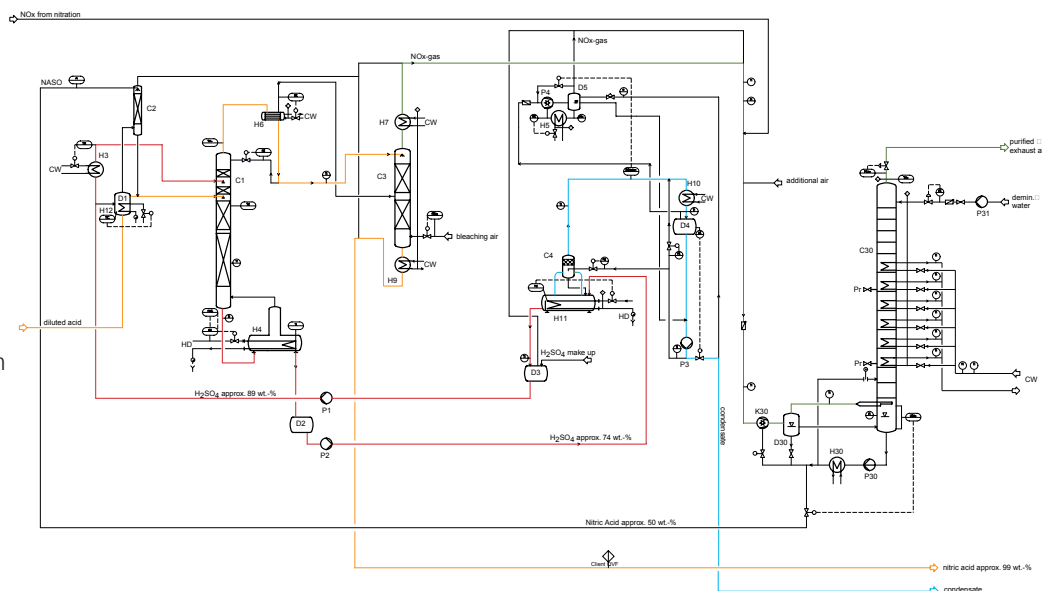 NOx from nitration
NOx-gas
NOx-gas
NASO
C2
P4
D5
H5
H6
CW
H7
CW
purified
exhaust a
H3
CW
C1
C3
H10
CW
additional air
D1
H12
demin.
water
P31
D4
bleaching air
C4
C30
H9
CW
Pr
H11
diluted acid
H4
HD
HD
P3
H2SO4 make up
n
D3
Pr
CW
H2SO4 approx. 89 wt.-%
P1
D2
K30
condensate
D30
H2SO4 approx. 74 wt.-%
P2
H30
P30
Nitric Acid approx. 50 wt.-%
Client QVF
nitric acid approx. 99 wt.-%
condensate